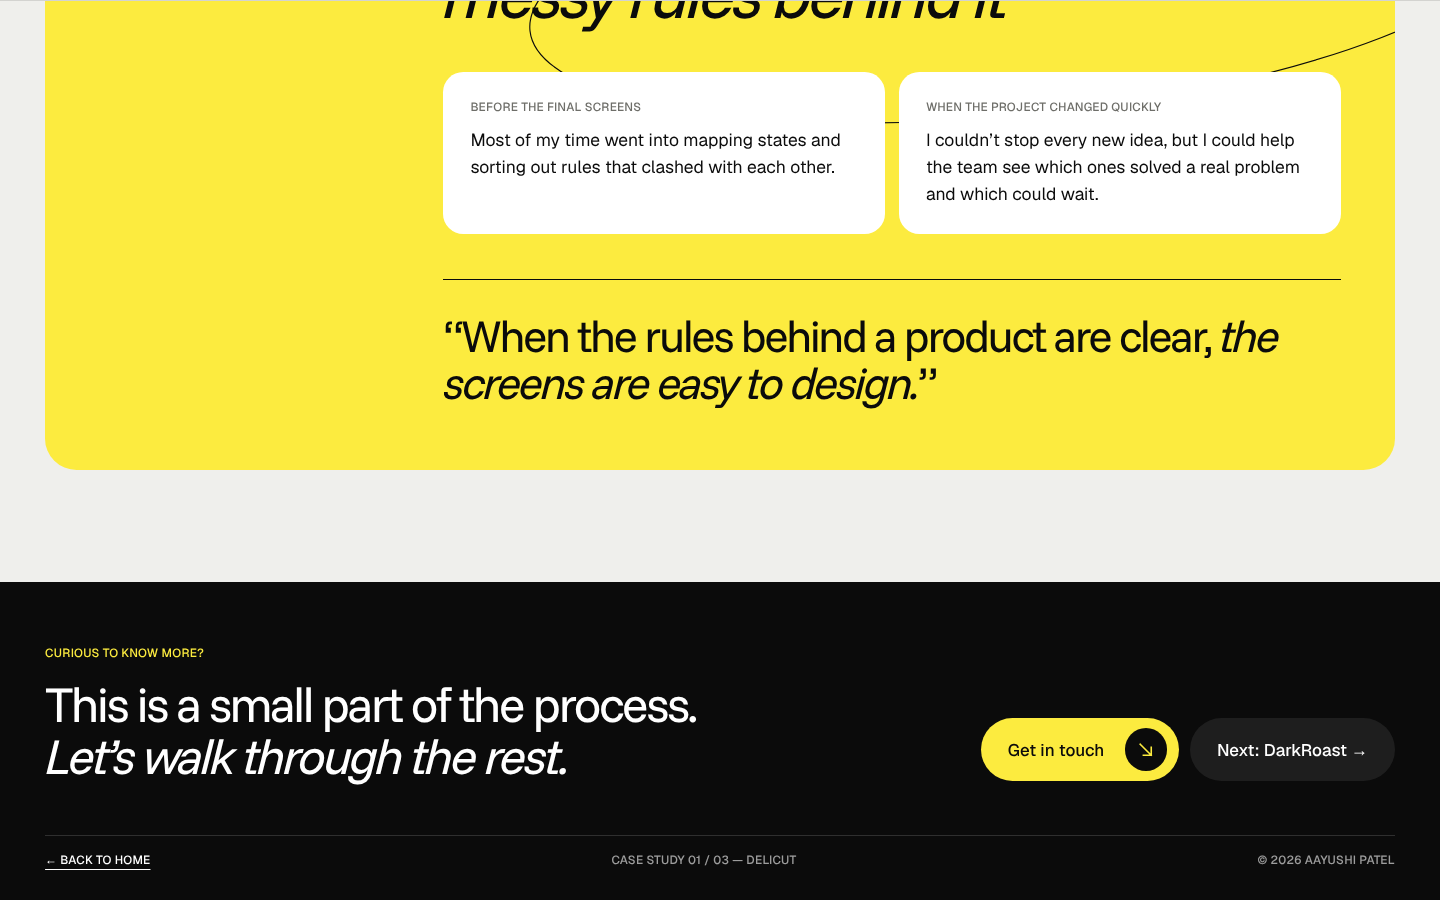 messy rules behind it
BEFORE THE FINAL SCREENS
Most of my time went into mapping states and
sorting out rules that clashed with each other.
WHEN THE PROJECT CHANGED QUICKLY
I couldn’t stop every new idea, but I could help
the team see which ones solved a real problem
and which could wait.
“When the rules behind a product are clear, the
screens are easy to design.”
CURIOUS TO KNOW MORE?
This is a small part of the process.
Let’s walk through the rest.
Get in touch
Next: DarkRoast →
← BACK TO HOME
CASE STUDY 01 / 03 — DELICUT
© 2026 AAYUSHI PATEL